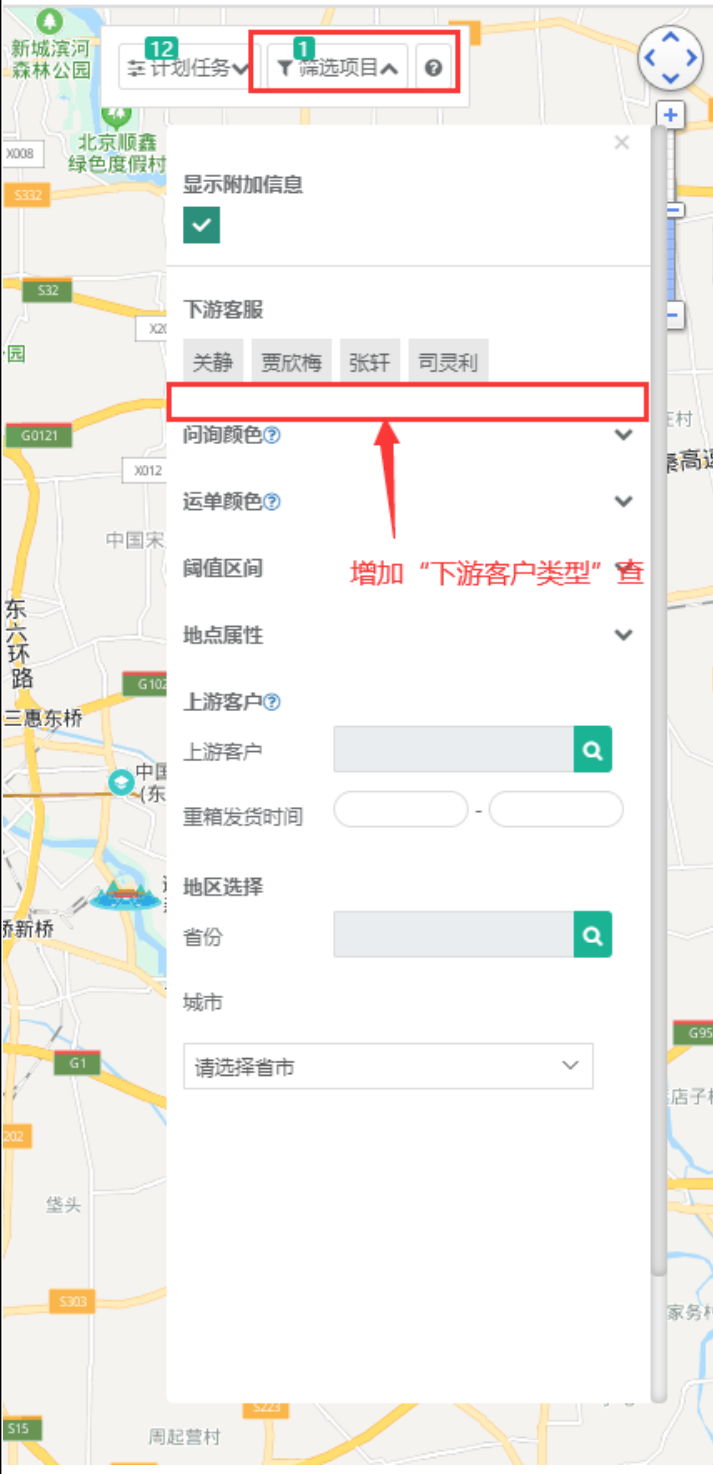 新城滨河
森林公园
12
计划任务
1
筛选项目
北京顺鑫
绿色度假村
X008
S332
显示附加信息
S32
下游客服
关静 贾欣梅 张轩 司灵利
园
G0121
问询颜色
X012
运单颜色
中国宋
阈值区间
增加“下游客户类型”查
东
六
环
路
地点属性
G102
上游客户
三惠东桥
上游客户
中国
(东
重箱发货时间 -
地区选择
桥新桥
省份
城市
G95
G1
请选择省市
店子
202
垡头
S303
家务村
S223
S15
周起营村